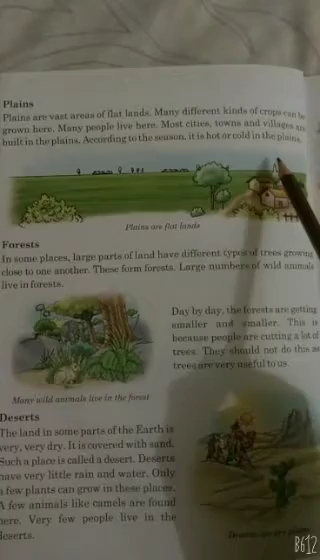 Plains
Plains are vast areas of flat lands. Many different kinds of crops can be
grown here. Many people live here. Most cities, towns and villages are
built in the plains. According to the season, it is hot or cold in the plains.
Plains are flat lands
Forests
In some places, large parts of land have different types of trees growing
close to one another. These form forests. Large numbers of wild animals
live in forests.
Day by day, the forests are getting
smaller and smaller. This is
because people are cutting a lot of
trees. They should not do this as
trees are very useful to us.
Many wild animals live in the forest
Deserts
The land in some parts of the Earth is
very, very dry. It is covered with sand.
Such a place is called a desert. Deserts
have very little rain and water. Only
a few plants can grow in these places.
A few animals like camels are found
here. Very few people live in the
deserts.
Deserts are
B612